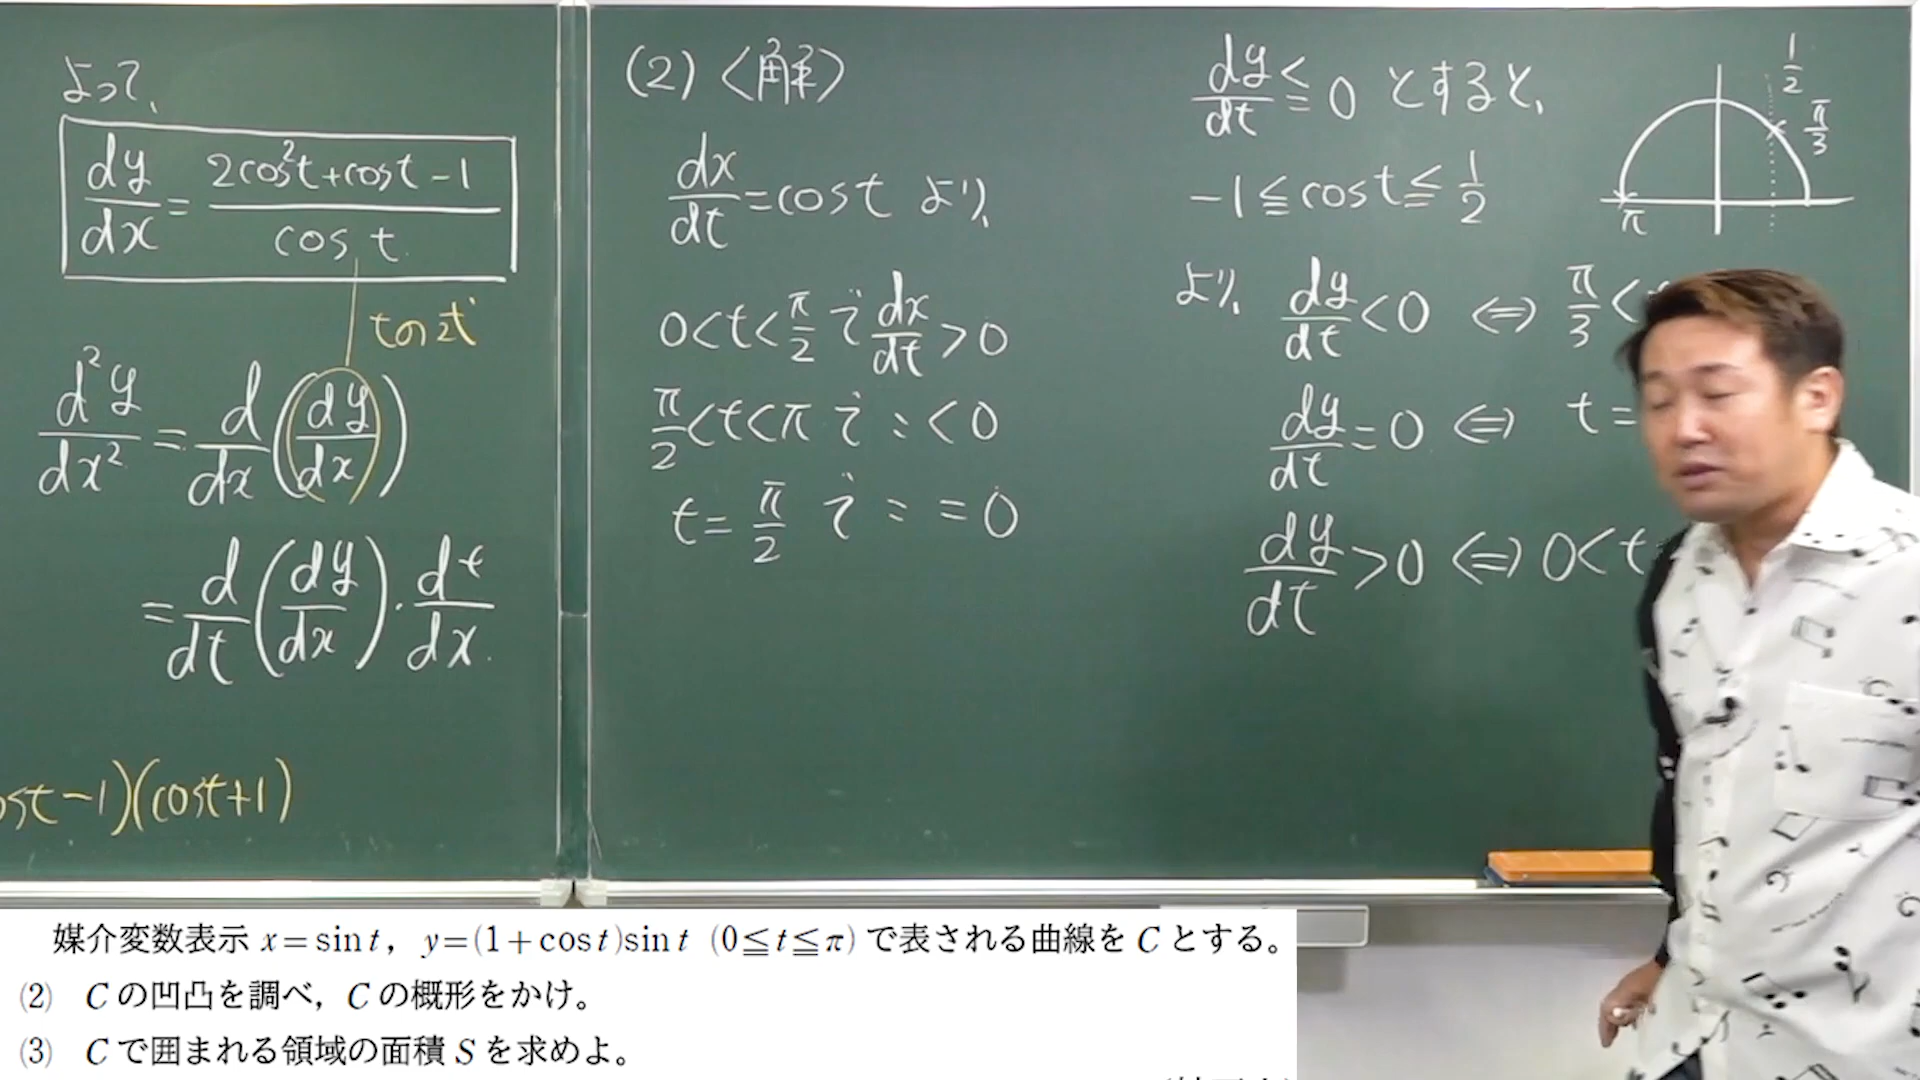 よって、
dy/dx = (2cos²t+cost-1)/(cos t)
tの式
d²y/dx² = d/dx (dy/dx)
= d/dt (dy/dx)・dt/dx
ost-1)(cost+1)
(2) <解>
dx/dt = cost より、
0<t<π/2 で dx/dt >0
π/2<t<π で 〃 <0
t=π/2 で 〃 =0
dy/dt ≦ 0 とすると、
-1≦cost≦1/2
より、 dy/dt <0 ⇔ π/3<
dy/dt =0 ⇔ t=
dy/dt >0 ⇔ 0<t
1/2
π/3
π
媒介変数表示 x=sin t, y=(1+cos t)sin t (0≦t≦π) で表される曲線を C とする。
(2) C の凹凸を調べ, C の概形をかけ。
(3) C で囲まれる領域の面積 S を求めよ。